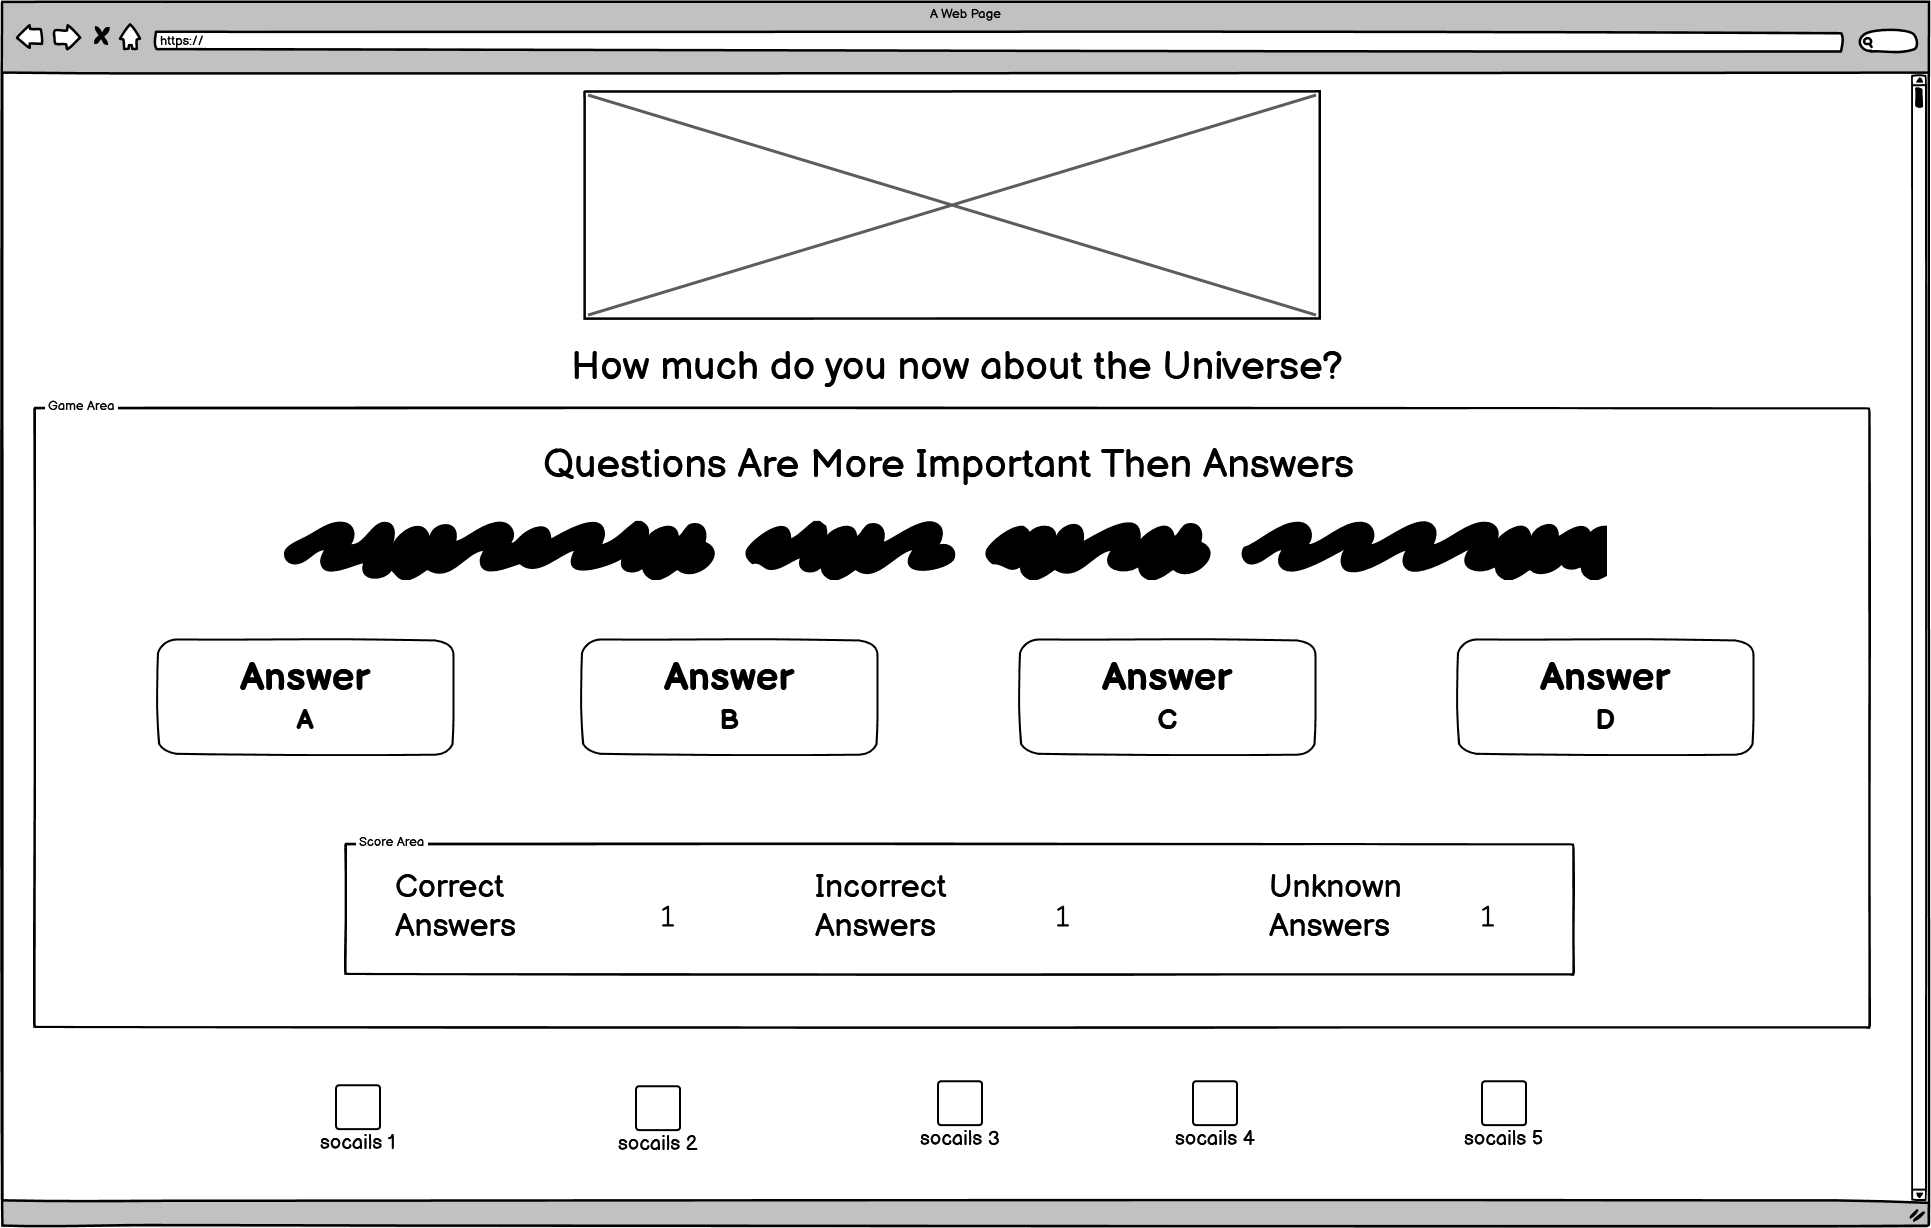 A Web Page
https://
How much do you now about the Universe?
Game Area
Questions Are More Important Then Answers
Answer
A
Answer
B
Answer
C
Answer
D
Score Area
Correct
Answers
1
Incorrect
Answers
1
Unknown
Answers
1
socails 1
socails 2
socails 3
socails 4
socails 5